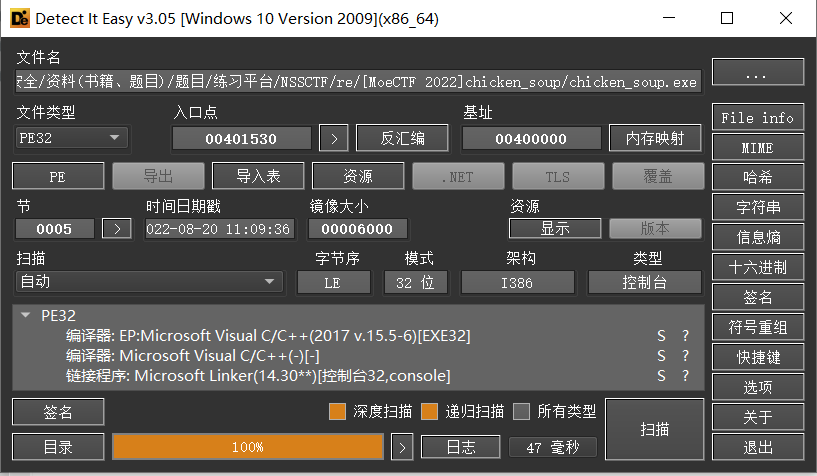 Detect It Easy v3.05 [Windows 10 Version 2009](x86_64)
文件名
全/资料(书籍、题目)/题目/练习平台/NSSCTF/re/[MoeCTF 2022]chicken_soup/chicken_soup.exe
...
文件类型 入口点 基址
PE32 00401530 > 反汇编 00400000 内存映射
File info
MIME
PE 导出 导入表 资源 .NET TLS 覆盖
哈希
节 时间日期戳 镜像大小 资源
字符串
0005 > 022-08-20 11:09:36 00006000 显示 版本
信息熵
扫描 字节序 模式 架构 类型
十六进制
自动 LE 32 位 I386 控制台
签名
PE32
编译器: EP:Microsoft Visual C/C++(2017 v.15.5-6)[EXE32] S ?
符号重组
编译器: Microsoft Visual C/C++(-)[-] S ?
快捷键
链接程序: Microsoft Linker(14.30**)[控制台32,console] S ?
选项
签名 深度扫描 递归扫描 所有类型 扫描
关于
目录 100% > 日志 47 毫秒
退出